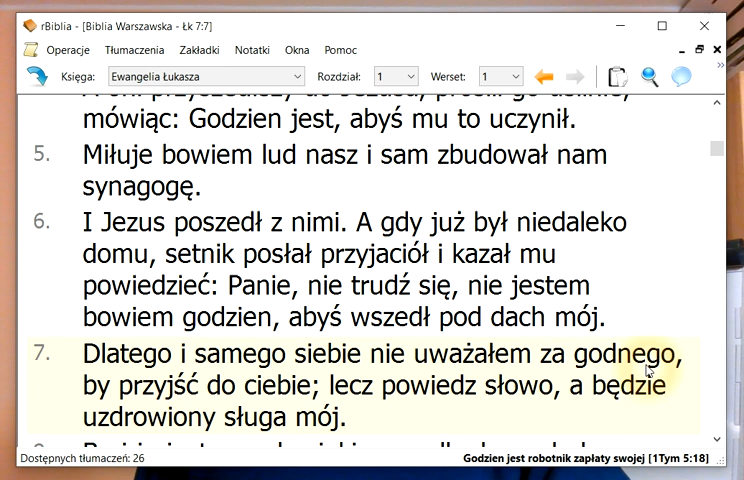 rBiblia - [Biblia Warszawska - Łk 7:7]
Operacje Tłumaczenia Zakładki Notatki Okna Pomoc
Księga: Ewangelia Łukasza Rozdział: 1 Werset: 1
mówiąc: Godzien jest, abyś mu to uczynił.
5. Miłuje bowiem lud nasz i sam zbudował nam
synagogę.
6. I Jezus poszedł z nimi. A gdy już był niedaleko
domu, setnik posłał przyjaciół i kazał mu
powiedzieć: Panie, nie trudź się, nie jestem
bowiem godzien, abyś wszedł pod dach mój.
7. Dlatego i samego siebie nie uważałem za godnego,
by przyjść do ciebie; lecz powiedz słowo, a będzie
uzdrowiony sługa mój.
Dostępnych tłumaczeń: 26 Godzien jest robotnik zapłaty swojej [1Tym 5:18]